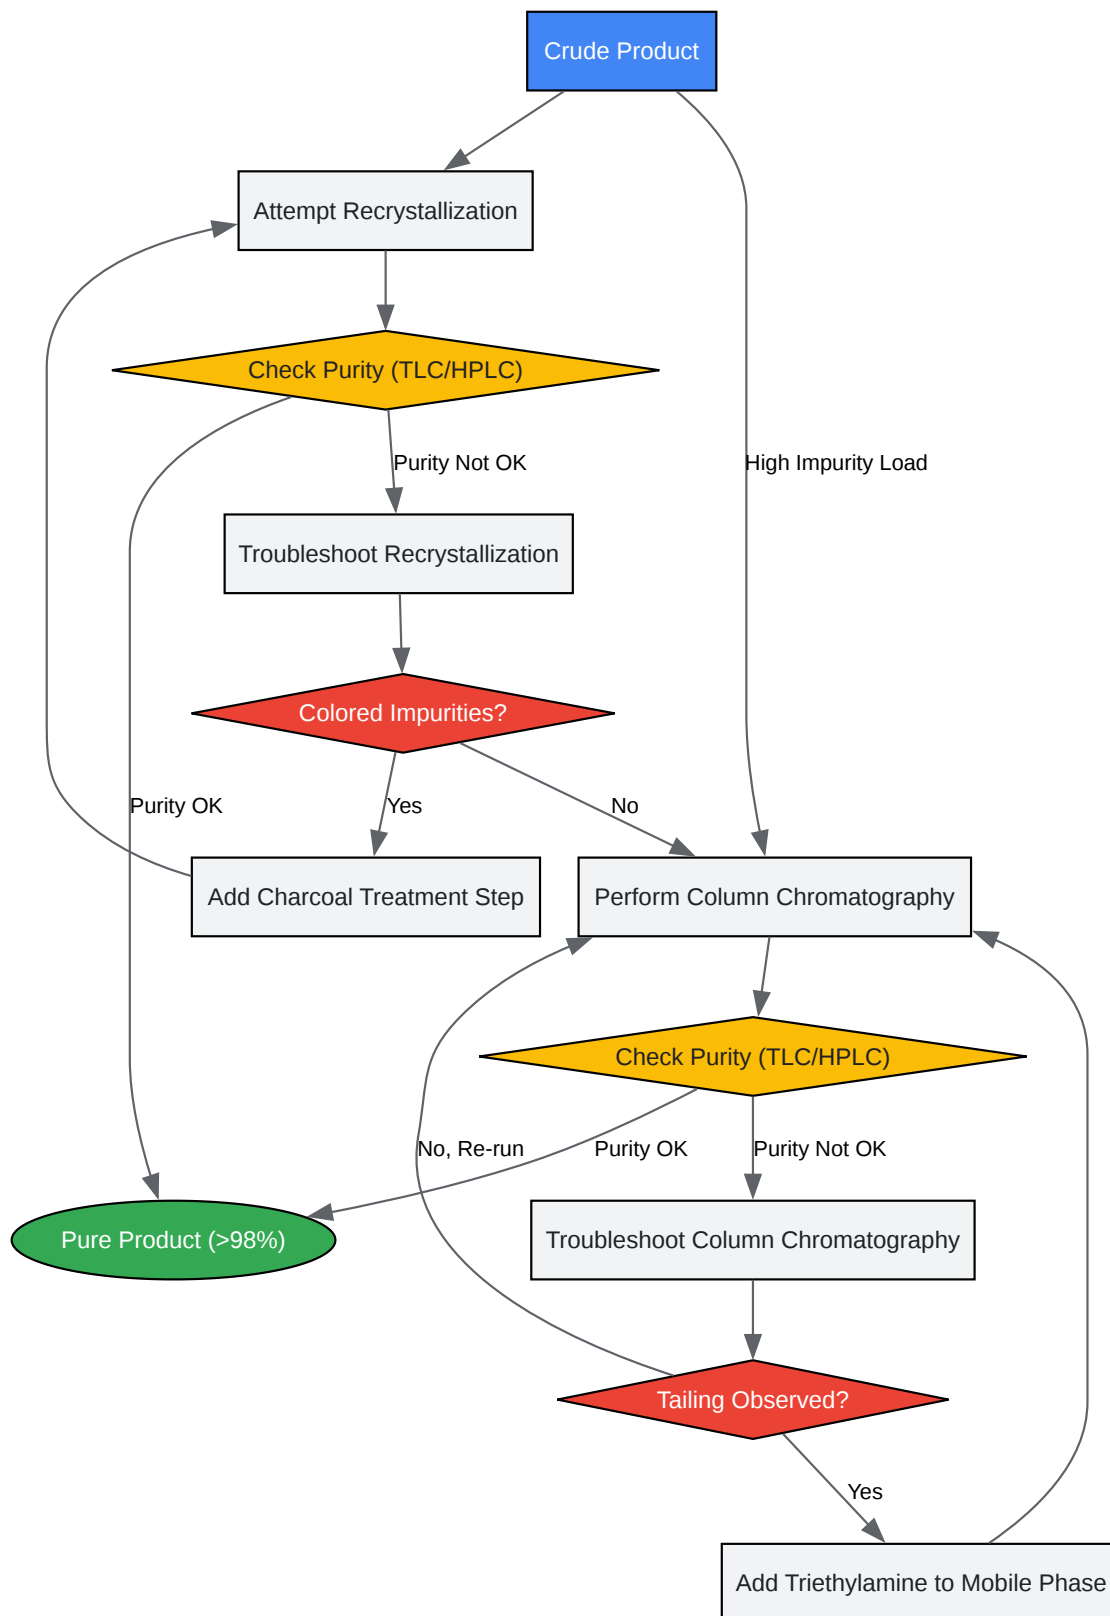 Crude Product
Attempt Recrystallization
Check Purity (TLC/HPLC)
Purity Not OK
High Impurity Load
Troubleshoot Recrystallization
Colored Impurities?
Purity OK
Yes
No
Add Charcoal Treatment Step
Perform Column Chromatography
Check Purity (TLC/HPLC)
No, Re-run
Purity OK
Purity Not OK
Pure Product (>98%)
Troubleshoot Column Chromatography
Tailing Observed?
Yes
Add Triethylamine to Mobile Phase